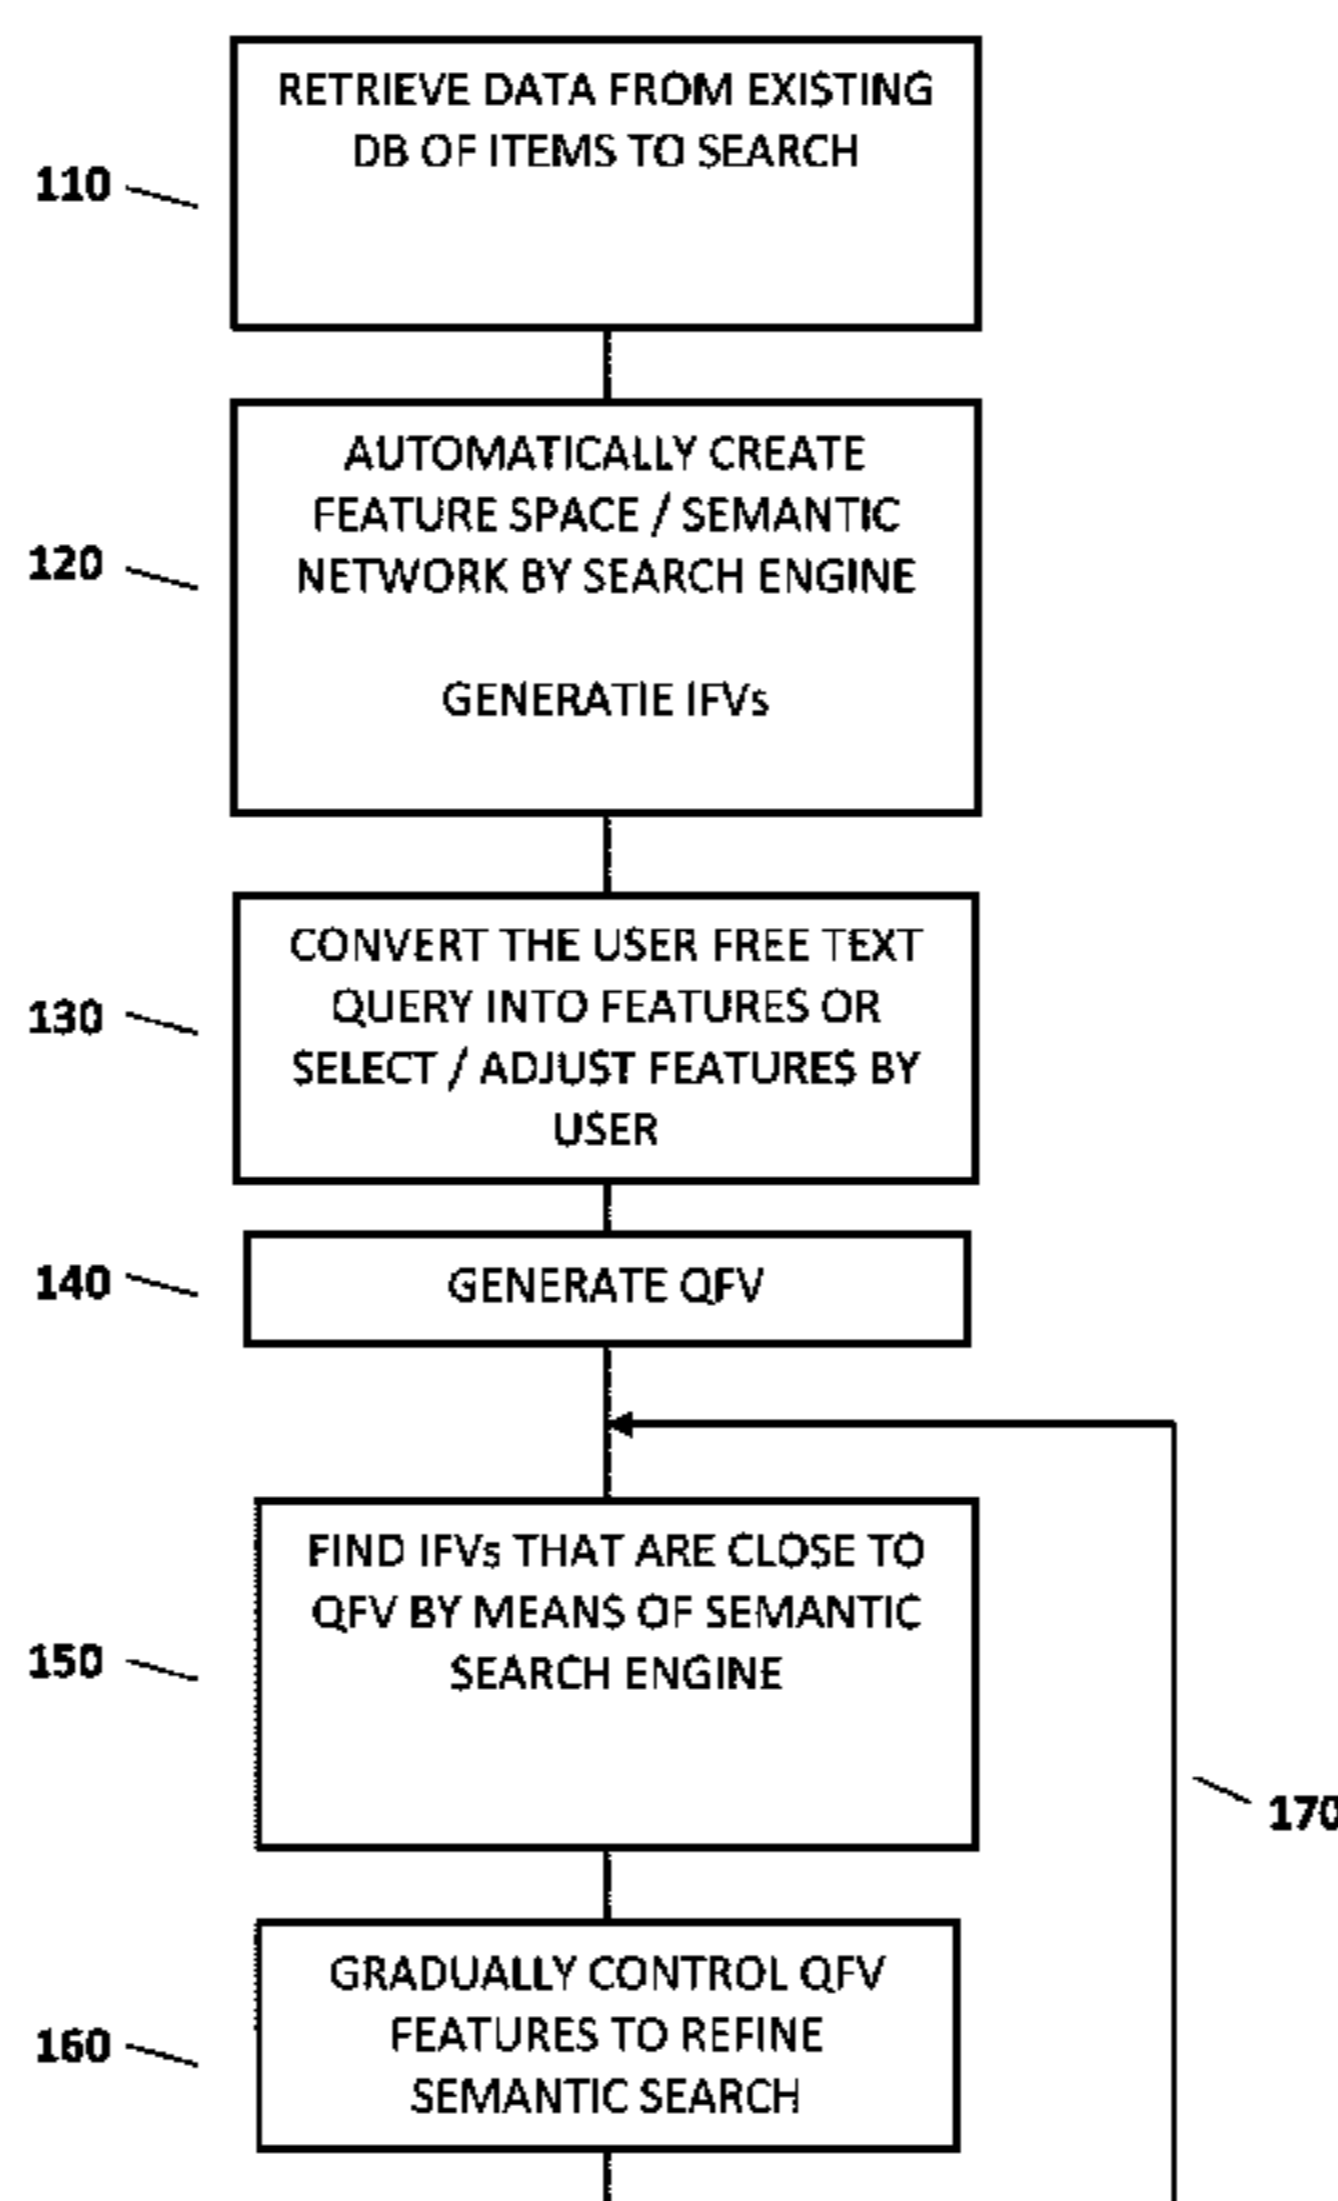 RETRIEVE DATA FROM EXISTING
DB OF ITEMS TO SEARCH
110
AUTOMATICALLY CREATE
FEATURE SPACE / SEMANTIC
NETWORK BY SEARCH ENGINE
120
GENERATIE IFVs
CONVERT THE USER FREE TEXT
QUERY INTO FEATURES OR
130
SELECT / ADJUST FEATURES BY
USER
140
GENERATE QFV
FIND IFVs THAT ARE CLOSE TO
QFV BY MEANS OF SEMANTIC
SEARCH ENGINE
150
170
GRADUALLY CONTROL QFV
FEATURES TO REFINE
SEMANTIC SEARCH
160